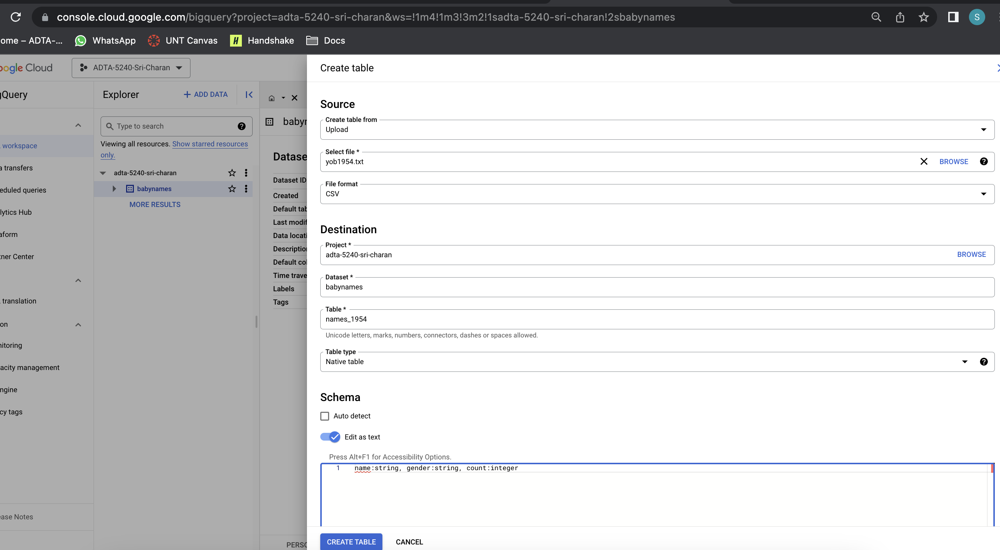 console.cloud.google.com/bigquery?project=adta-5240-sri-charan&ws=!1m4!1m3!3m2!1sadta-5240-sri-charan!2sbabynames
S
ome – ADTA-...
WhatsApp
UNT Canvas
H
Handshake
Docs
oogle Cloud
ADTA-5240-Sri-Charan
gQuery
workspace
a transfers
eduled queries
lytics Hub
aform
tner Center
translation
on
nitoring
acity management
ngine
cy tags
ease Notes
Explorer
+ ADD DATA
Type to search
Viewing all resources. Show starred resources
only.
adta-5240-sri-charan
babynames
MORE RESULTS
babyn
Datase
Dataset ID
Created
Default tab
Last modif
Data locati
Description
Default col
Time trave
Labels
Tags
PERSO
Create table
Source
Create table from
Upload
Select file *
yob1954.txt
BROWSE
File format
CSV
Destination
Project *
adta-5240-sri-charan
BROWSE
Dataset *
babynames
Table *
names_1954
Unicode letters, marks, numbers, connectors, dashes or spaces allowed.
Table type
Native table
Schema
Auto detect
Edit as text
Press Alt+F1 for Accessibility Options.
1 name:string, gender:string, count:integer
CREATE TABLE
CANCEL